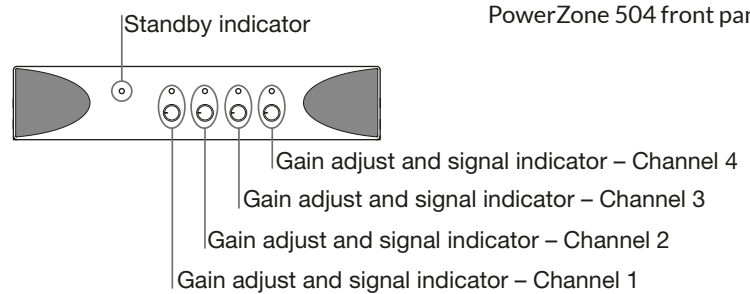 Standby indicator
PowerZone 504 front
Gain adjust and signal indicator – Channel 4
Gain adjust and signal indicator – Channel 3
Gain adjust and signal indicator – Channel 2
Gain adjust and signal indicator – Channel 1